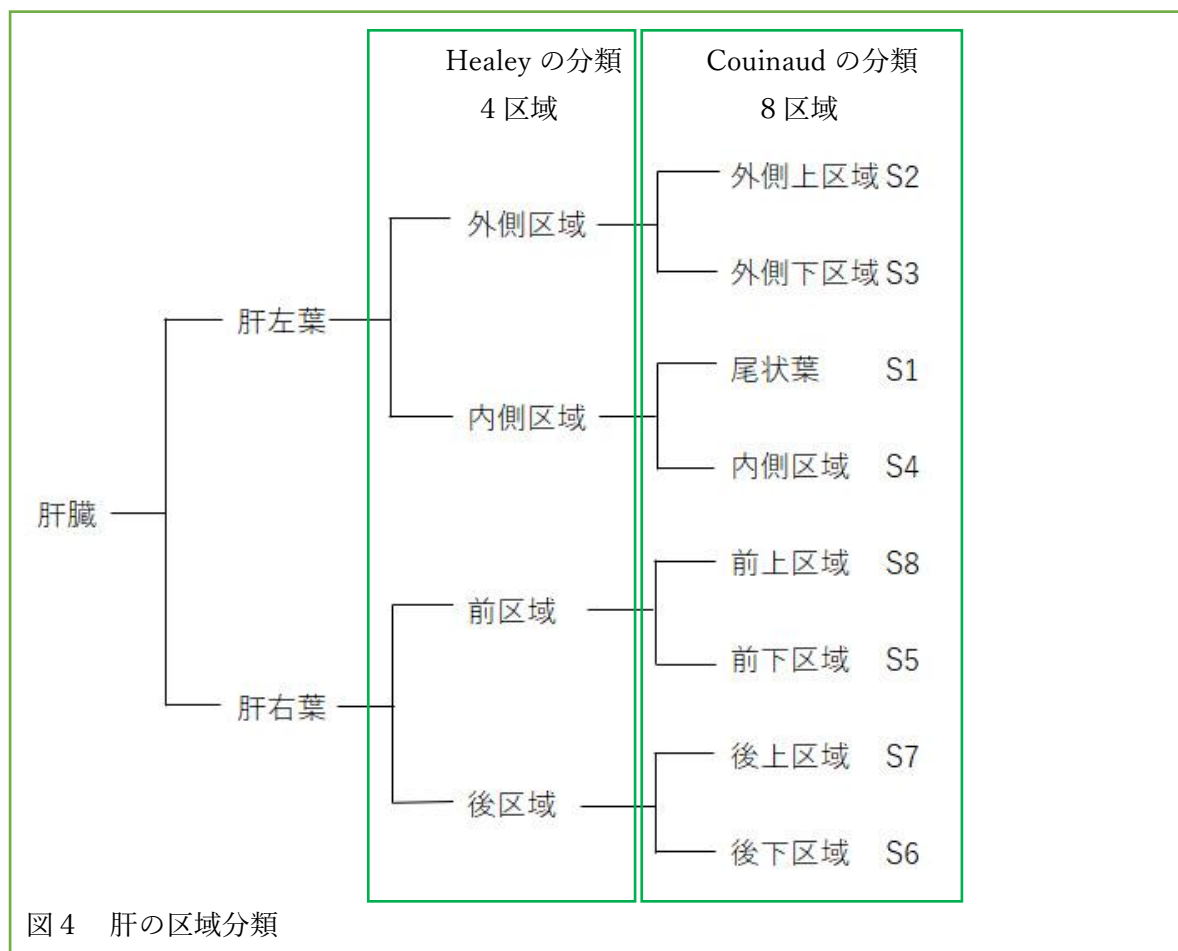 Healey の分類
4 区域
Couinaud の分類
8 区域
外側上区域 S2
外側区域
外側下区域 S3
肝左葉
尾状葉 S1
内側区域
内側区域 S4
肝臓
前上区域 S8
前区域
前下区域 S5
肝右葉
後上区域 S7
後区域
後下区域 S6
図 4 肝の区域分類